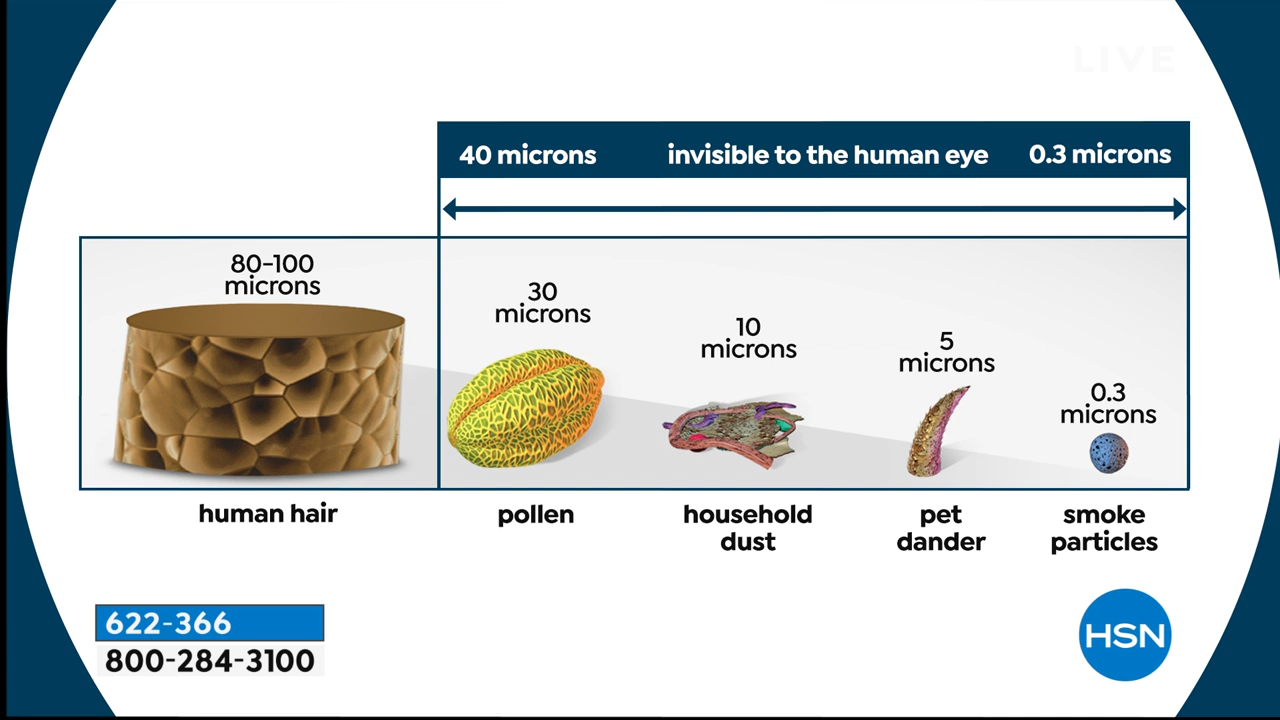 LIVE
40 microns invisible to the human eye 0.3 microns
80-100
microns
30
microns
10
microns
5
microns
0.3
microns
human hair
pollen
household
dust
pet
dander
smoke
particles
622-366
800-284-3100
HSN